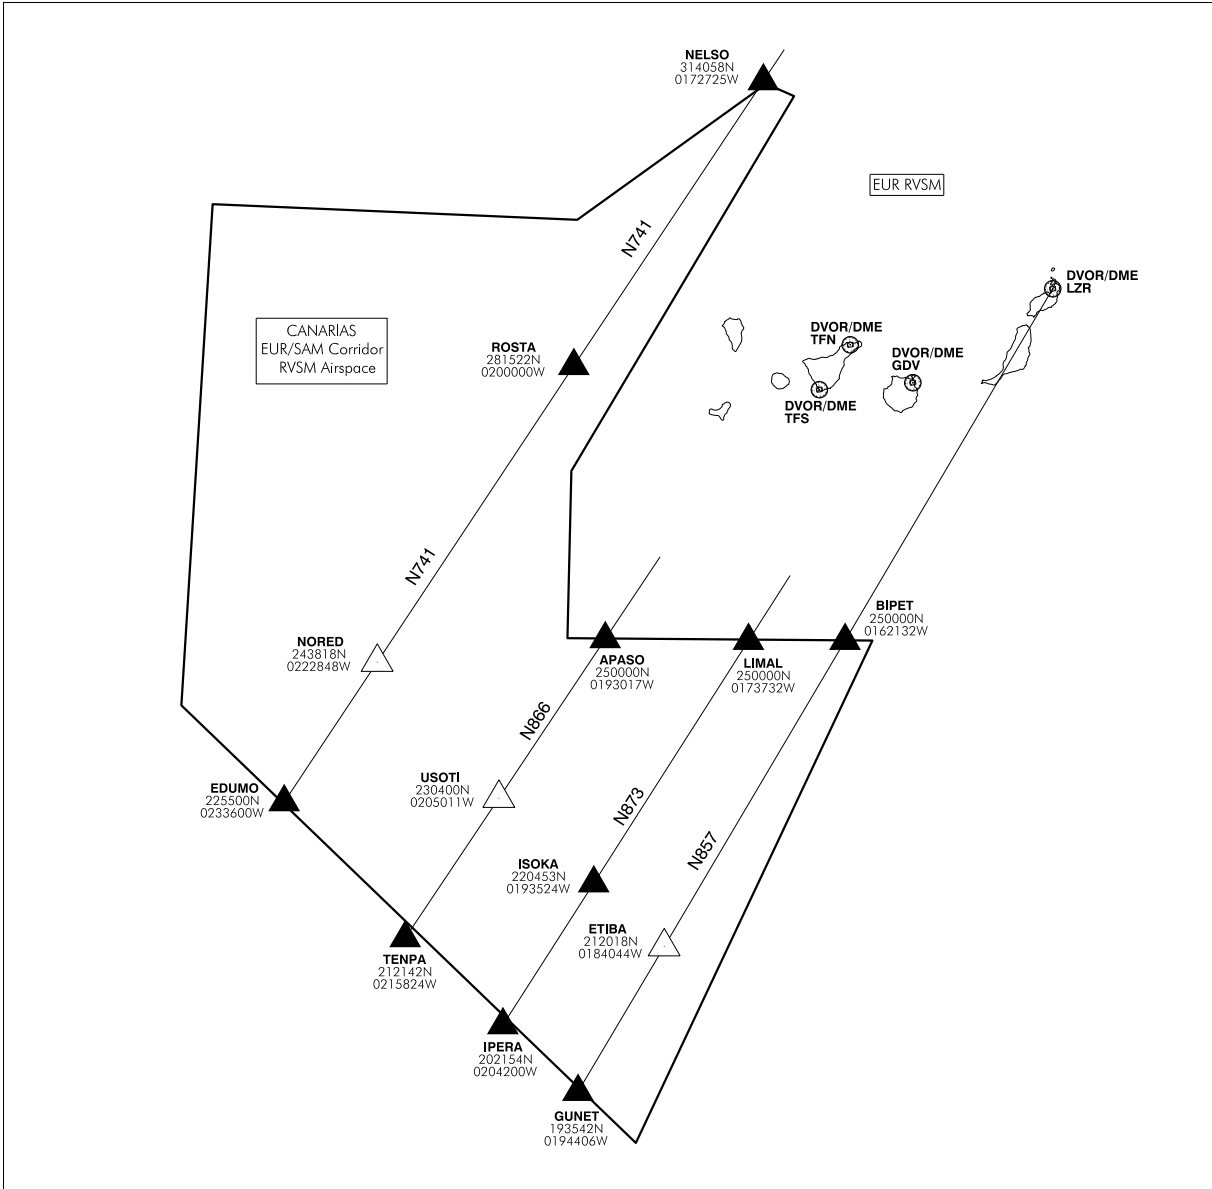 NELSO
314058N
0172725W
EUR RVSM
N741
DVOR/DME
LZR
CANARIAS
EUR/SAM Corridor
RVSM Airspace
DVOR/DME
TFN
ROSTA
281522N
0200000W
DVOR/DME
GDV
DVOR/DME
TFS
N741
BIPET
250000N
0162132W
NORED
243818N
0222848W
APASO
250000N
0193017W
LIMAL
250000N
0173732W
N866
USOTI
230400N
0205011W
EDUMO
225500N
0233600W
N873
N857
ISOKA
220453N
0193524W
ETIBA
212018N
0184044W
TENPA
212142N
0215824W
IPERA
202154N
0204200W
GUNET
193542N
0194406W